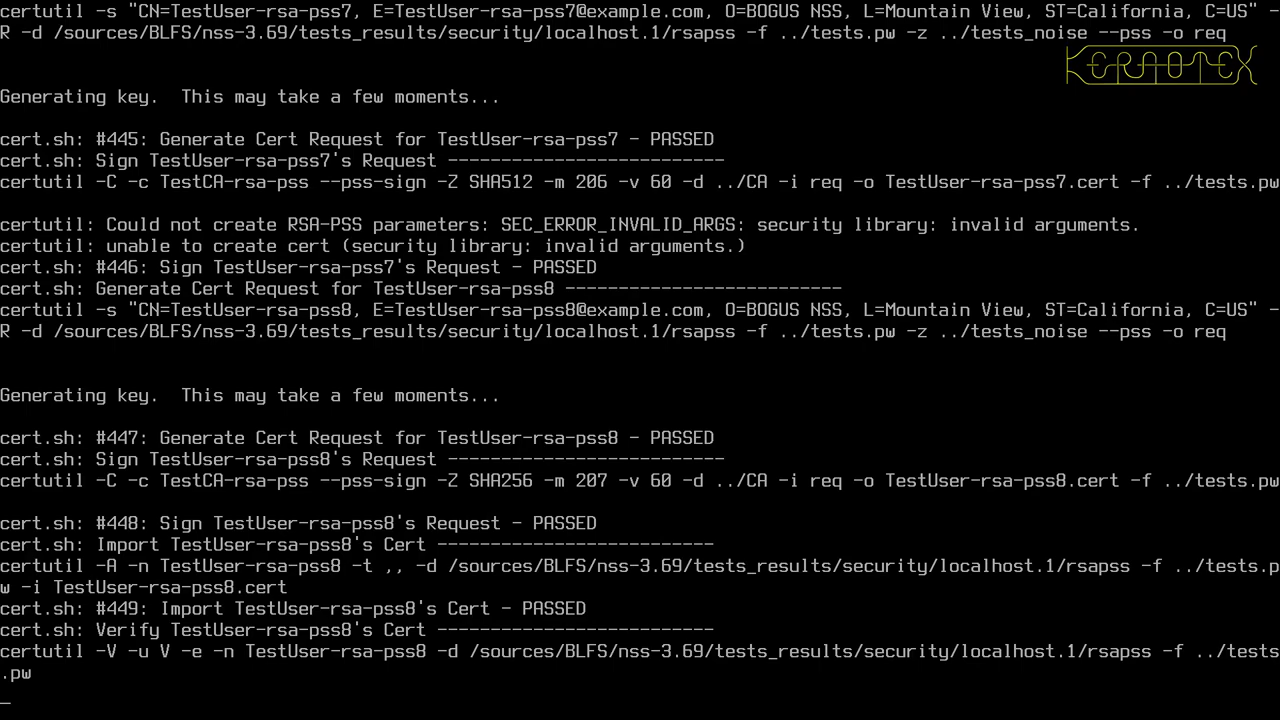 certutil -s "CN=TestUser-rsa-pss7, E=TestUser-rsa-pss7@example.com, O=BOGUS NSS, L=Mountain View, ST=California, C=US" -
R -d /sources/BLFS/nss-3.69/tests_results/security/localhost.1/rsapss -f ../tests.pw -z ../tests_noise --pss -o req
KERAOTEX
Generating key.  This may take a few moments...
cert.sh: #445: Generate Cert Request for TestUser-rsa-pss7 - PASSED
cert.sh: Sign TestUser-rsa-pss7's Request --------------------------
certutil -C -c TestCA-rsa-pss --pss-sign -Z SHA512 -m 206 -v 60 -d ../CA -i req -o TestUser-rsa-pss7.cert -f ../tests.pw
certutil: Could not create RSA-PSS parameters: SEC_ERROR_INVALID_ARGS: security library: invalid arguments.
certutil: unable to create cert (security library: invalid arguments.)
cert.sh: #446: Sign TestUser-rsa-pss7's Request - PASSED
cert.sh: Generate Cert Request for TestUser-rsa-pss8 --------------------------
certutil -s "CN=TestUser-rsa-pss8, E=TestUser-rsa-pss8@example.com, O=BOGUS NSS, L=Mountain View, ST=California, C=US" -
R -d /sources/BLFS/nss-3.69/tests_results/security/localhost.1/rsapss -f ../tests.pw -z ../tests_noise --pss -o req
Generating key.  This may take a few moments...
cert.sh: #447: Generate Cert Request for TestUser-rsa-pss8 - PASSED
cert.sh: Sign TestUser-rsa-pss8's Request --------------------------
certutil -C -c TestCA-rsa-pss --pss-sign -Z SHA256 -m 207 -v 60 -d ../CA -i req -o TestUser-rsa-pss8.cert -f ../tests.pw
cert.sh: #448: Sign TestUser-rsa-pss8's Request - PASSED
cert.sh: Import TestUser-rsa-pss8's Cert --------------------------
certutil -A -n TestUser-rsa-pss8 -t ,, -d /sources/BLFS/nss-3.69/tests_results/security/localhost.1/rsapss -f ../tests.p
w -i TestUser-rsa-pss8.cert
cert.sh: #449: Import TestUser-rsa-pss8's Cert - PASSED
cert.sh: Verify TestUser-rsa-pss8's Cert --------------------------
certutil -V -u V -e -n TestUser-rsa-pss8 -d /sources/BLFS/nss-3.69/tests_results/security/localhost.1/rsapss -f ../tests
.pw
_